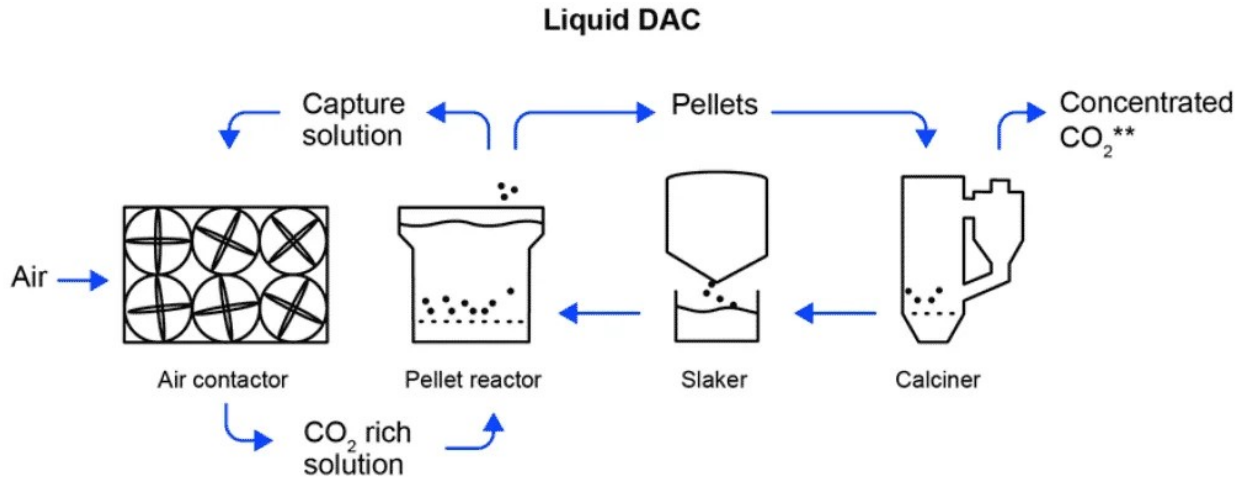 Liquid DAC
Capture
solution
Pellets
Concentrated
CO₂**
Air
Air contactor
Pellet reactor
Slaker
Calciner
CO₂ rich
solution